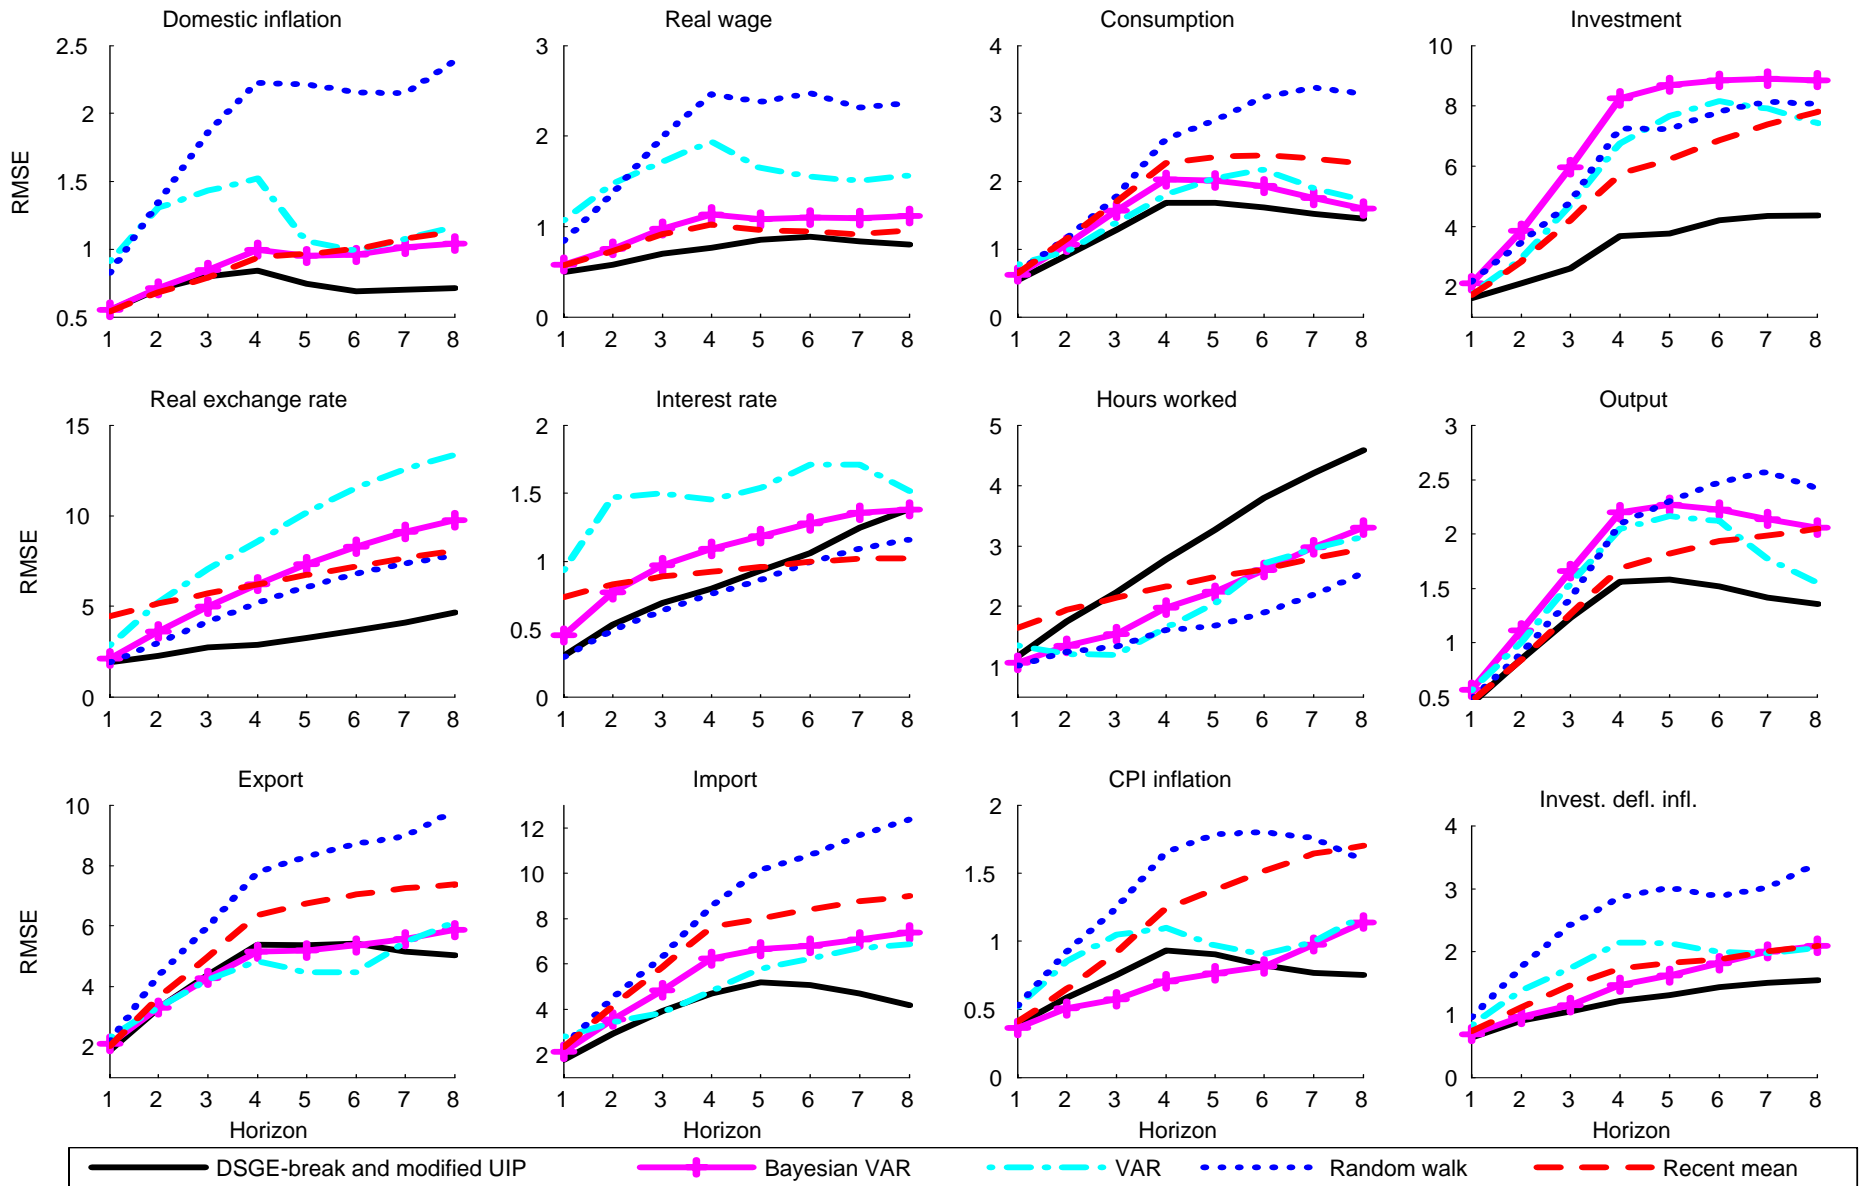 Domestic inflation
Real wage
Consumption
Investment
RMSE
2.5
2
1.5
1
0.5
1 2 3 4 5 6 7 8
3
2
1
0
1 2 3 4 5 6 7 8
4
3
2
1
0
1 2 3 4 5 6 7 8
10
8
6
4
2
1 2 3 4 5 6 7 8
Real exchange rate
Interest rate
Hours worked
Output
RMSE
15
10
5
0
1 2 3 4 5 6 7 8
2
1.5
1
0.5
0
1 2 3 4 5 6 7 8
5
4
3
2
1
1 2 3 4 5 6 7 8
3
2.5
2
1.5
1
0.5
1 2 3 4 5 6 7 8
Export
Import
CPI inflation
Invest. defl. infl.
RMSE
10
8
6
4
2
1 2 3 4 5 6 7 8
Horizon
12
10
8
6
4
2
1 2 3 4 5 6 7 8
Horizon
2
1.5
1
0.5
0
1 2 3 4 5 6 7 8
Horizon
4
3
2
1
0
1 2 3 4 5 6 7 8
Horizon
DSGE-break and modified UIP
Bayesian VAR
VAR
Random walk
Recent mean